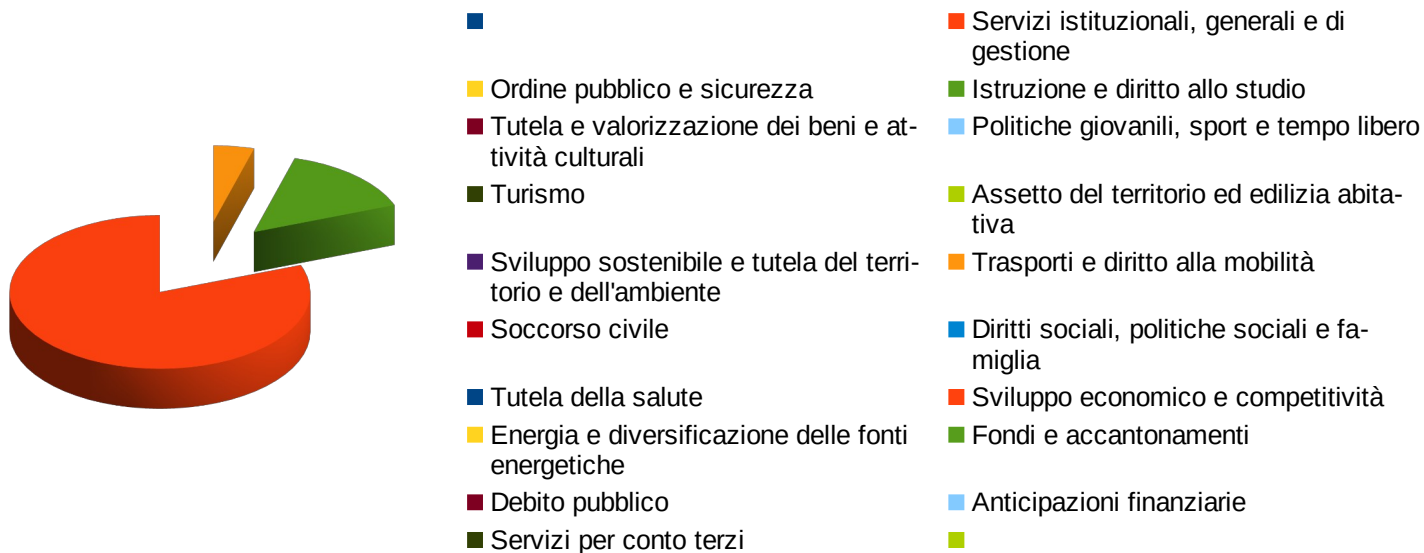 Servizi istituzionali, generali e di
gestione
Ordine pubblico e sicurezza
Istruzione e diritto allo studio
Tutela e valorizzazione dei beni e at-
tività culturali
Politiche giovanili, sport e tempo libero
Turismo
Assetto del territorio ed edilizia abita-
tiva
Sviluppo sostenibile e tutela del terri-
torio e dell'ambiente
Trasporti e diritto alla mobilità
Soccorso civile
Diritti sociali, politiche sociali e fa-
miglia
Tutela della salute
Sviluppo economico e competitività
Energia e diversificazione delle fonti
energetiche
Fondi e accantonamenti
Debito pubblico
Anticipazioni finanziarie
Servizi per conto terzi